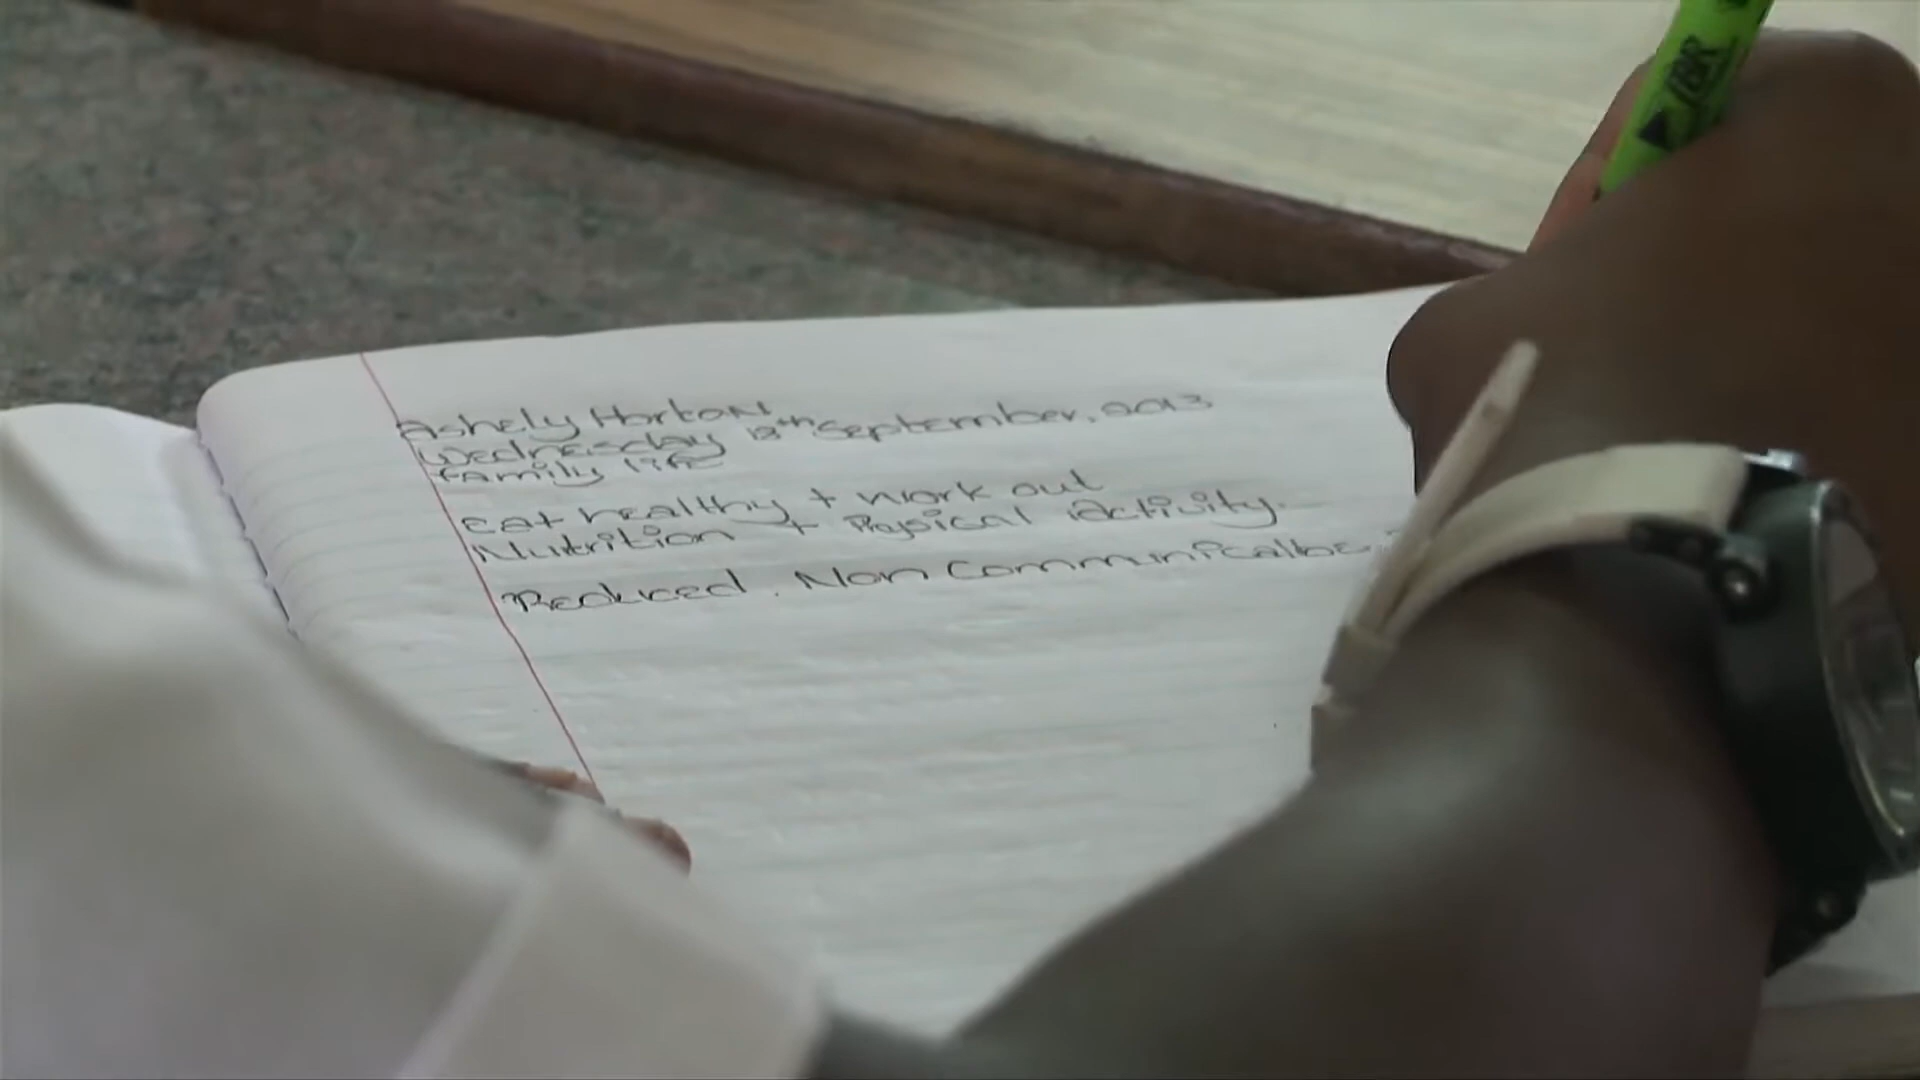 Ashely Horton
Wednesday 18th September, 2013
Family life
Eat healthy + work out
Nutrition + Physical activity.
Reduced. Non Communicalbe